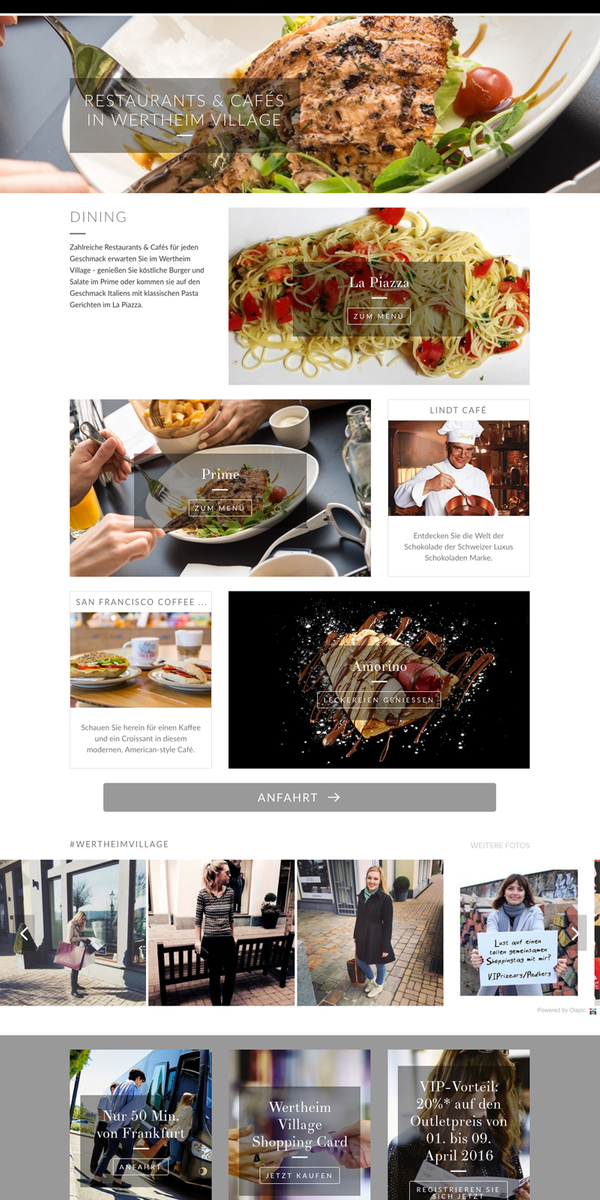 RESTAURANTS & CAFÉS
IN WERTHEIM VILLAGE
DINING
Zahlreiche Restaurants & Cafés für jeden
Geschmack erwarten Sie im Wertheim
Village - genießen Sie köstliche Burger und
Salate im Prime oder kommen sie auf den
Geschmack Italiens mit klassischen Pasta
Gerichten im La Piazza.
La Piazza
ZUM MENÜ
Prime
ZUM MENÜ
LINDT CAFÉ
Entdecken Sie die Welt der
Schokolade der Schweizer Luxus
Schokoladen Marke.
SAN FRANCISCO COFFEE ...
Schauen Sie herein für einen Kaffee
und ein Croissant in diesem
modernen, American-style Café.
Amorino
LECKEREIEN GENIESSEN
ANFAHRT →
#WERTHEIMVILLAGE
WEITERE FOTOS
Lust auf einen
tollen gemeinsamen
Shoppingtag mit mir?
VIPrize.org/Radberg
Powered by Olapic
Nur 50 Min.
von Frankfurt
ANFAHRT
Wertheim
Village
Shopping Card
JETZT KAUFEN
VIP-Vorteil:
20%* auf den
Outletpreis von
01. bis 09.
April 2016
REGISTRIEREN SIE
SICH JETZT